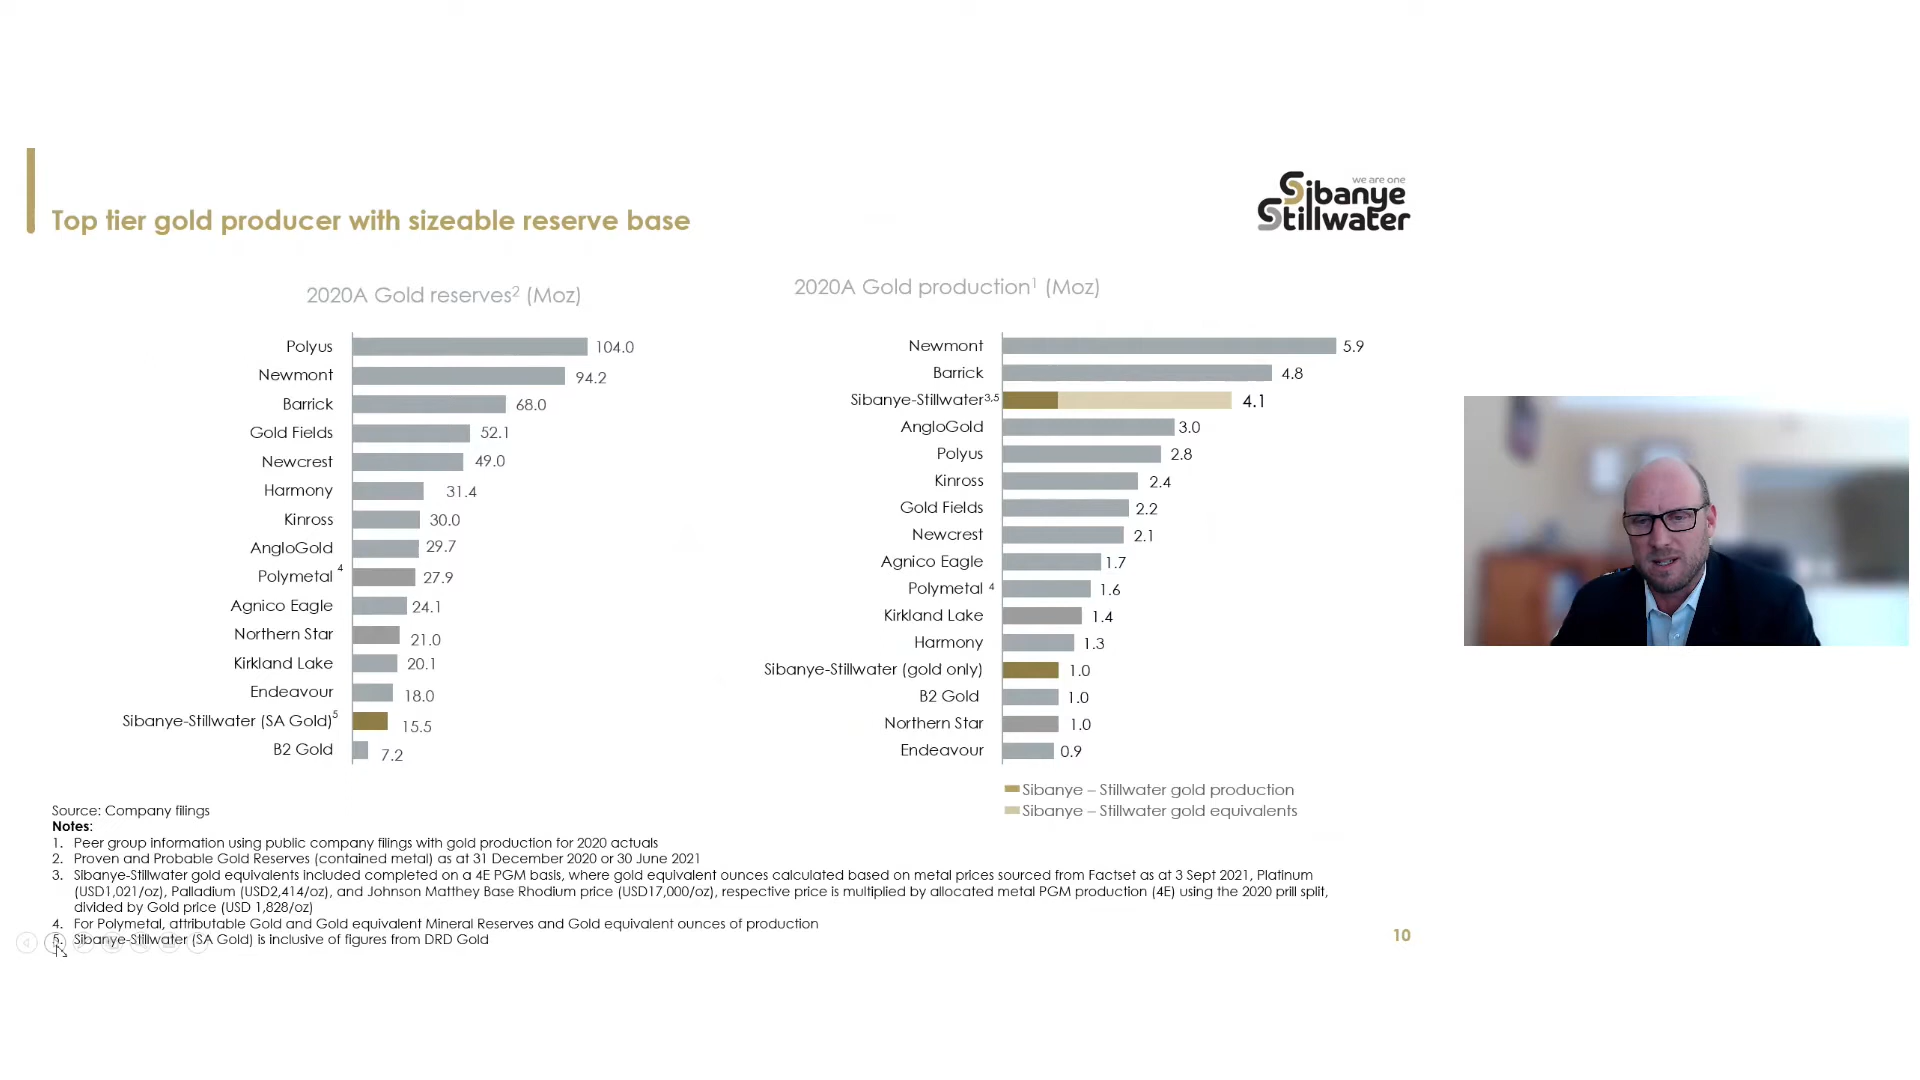 we are one
Sibanye
Stillwater
Top tier gold producer with sizeable reserve base
2020A Gold reserves2 (Moz)
Polyus 104.0
Newmont 94.2
Barrick 68.0
Gold Fields 52.1
Newcrest 49.0
Harmony 31.4
Kinross 30.0
AngloGold 29.7
Polymetal 4 27.9
Agnico Eagle 24.1
Northern Star 21.0
Kirkland Lake 20.1
Endeavour 18.0
Sibanye-Stillwater (SA Gold)5 15.5
B2 Gold 7.2
2020A Gold production1 (Moz)
Newmont 5.9
Barrick 4.8
Sibanye-Stillwater3,5 4.1
AngloGold 3.0
Polyus 2.8
Kinross 2.4
Gold Fields 2.2
Newcrest 2.1
Agnico Eagle 1.7
Polymetal 4 1.6
Kirkland Lake 1.4
Harmony 1.3
Sibanye-Stillwater (gold only) 1.0
B2 Gold 1.0
Northern Star 1.0
Endeavour 0.9
Sibanye – Stillwater gold production
Sibanye – Stillwater gold equivalents
Source: Company filings
Notes:
1. Peer group information using public company filings with gold production for 2020 actuals
2. Proven and Probable Gold Reserves (contained metal) as at 31 December 2020 or 30 June 2021
3. Sibanye-Stillwater gold equivalents included completed on a 4E PGM basis, where gold equivalent ounces calculated based on metal prices sourced from Factset as at 3 Sept 2021, Platinum
(USD1,021/oz), Palladium (USD2,414/oz), and Johnson Matthey Base Rhodium price (USD17,000/oz), respective price is multiplied by allocated metal PGM production (4E) using the 2020 prill split,
divided by Gold price (USD 1,828/oz)
4. For Polymetal, attributable Gold and Gold equivalent Mineral Reserves and Gold equivalent ounces of production
5. Sibanye-Stillwater (SA Gold) is inclusive of figures from DRD Gold
10